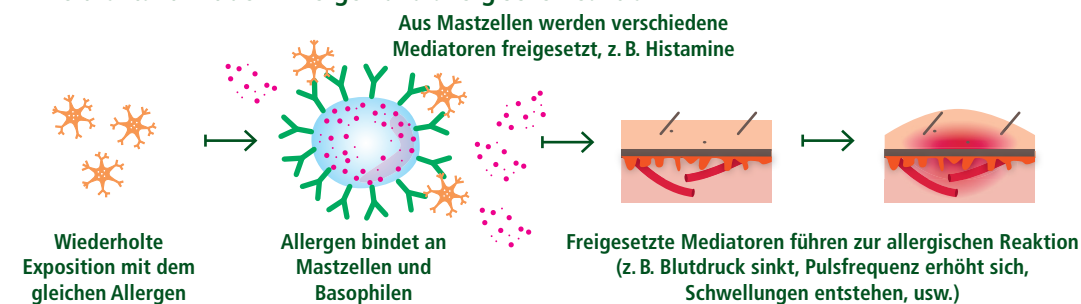 Aus Mastzellen werden verschiedene
Mediatoren freigesetzt, z. B. Histamine
Wiederholte
Exposition mit dem
gleichen Allergen
Allergen bindet an
Mastzellen und
Basophilen
Freigesetzte Mediatoren führen zur allergischen Reaktion
(z. B. Blutdruck sinkt, Pulsfrequenz erhöht sich,
Schwellungen entstehen, usw.)